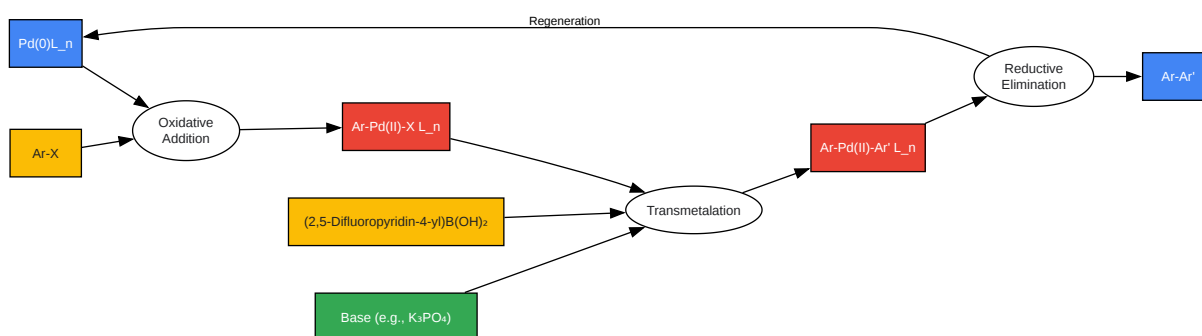 Regeneration
Pd(0)L_n
Reductive
Elimination
Ar-Ar'
Oxidative
Addition
Ar-Pd(II)-X L_n
Ar-X
Ar-Pd(II)-Ar' L_n
(2,5-Difluoropyridin-4-yl)B(OH)₂
Transmetalation
Base (e.g., K₃PO₄)